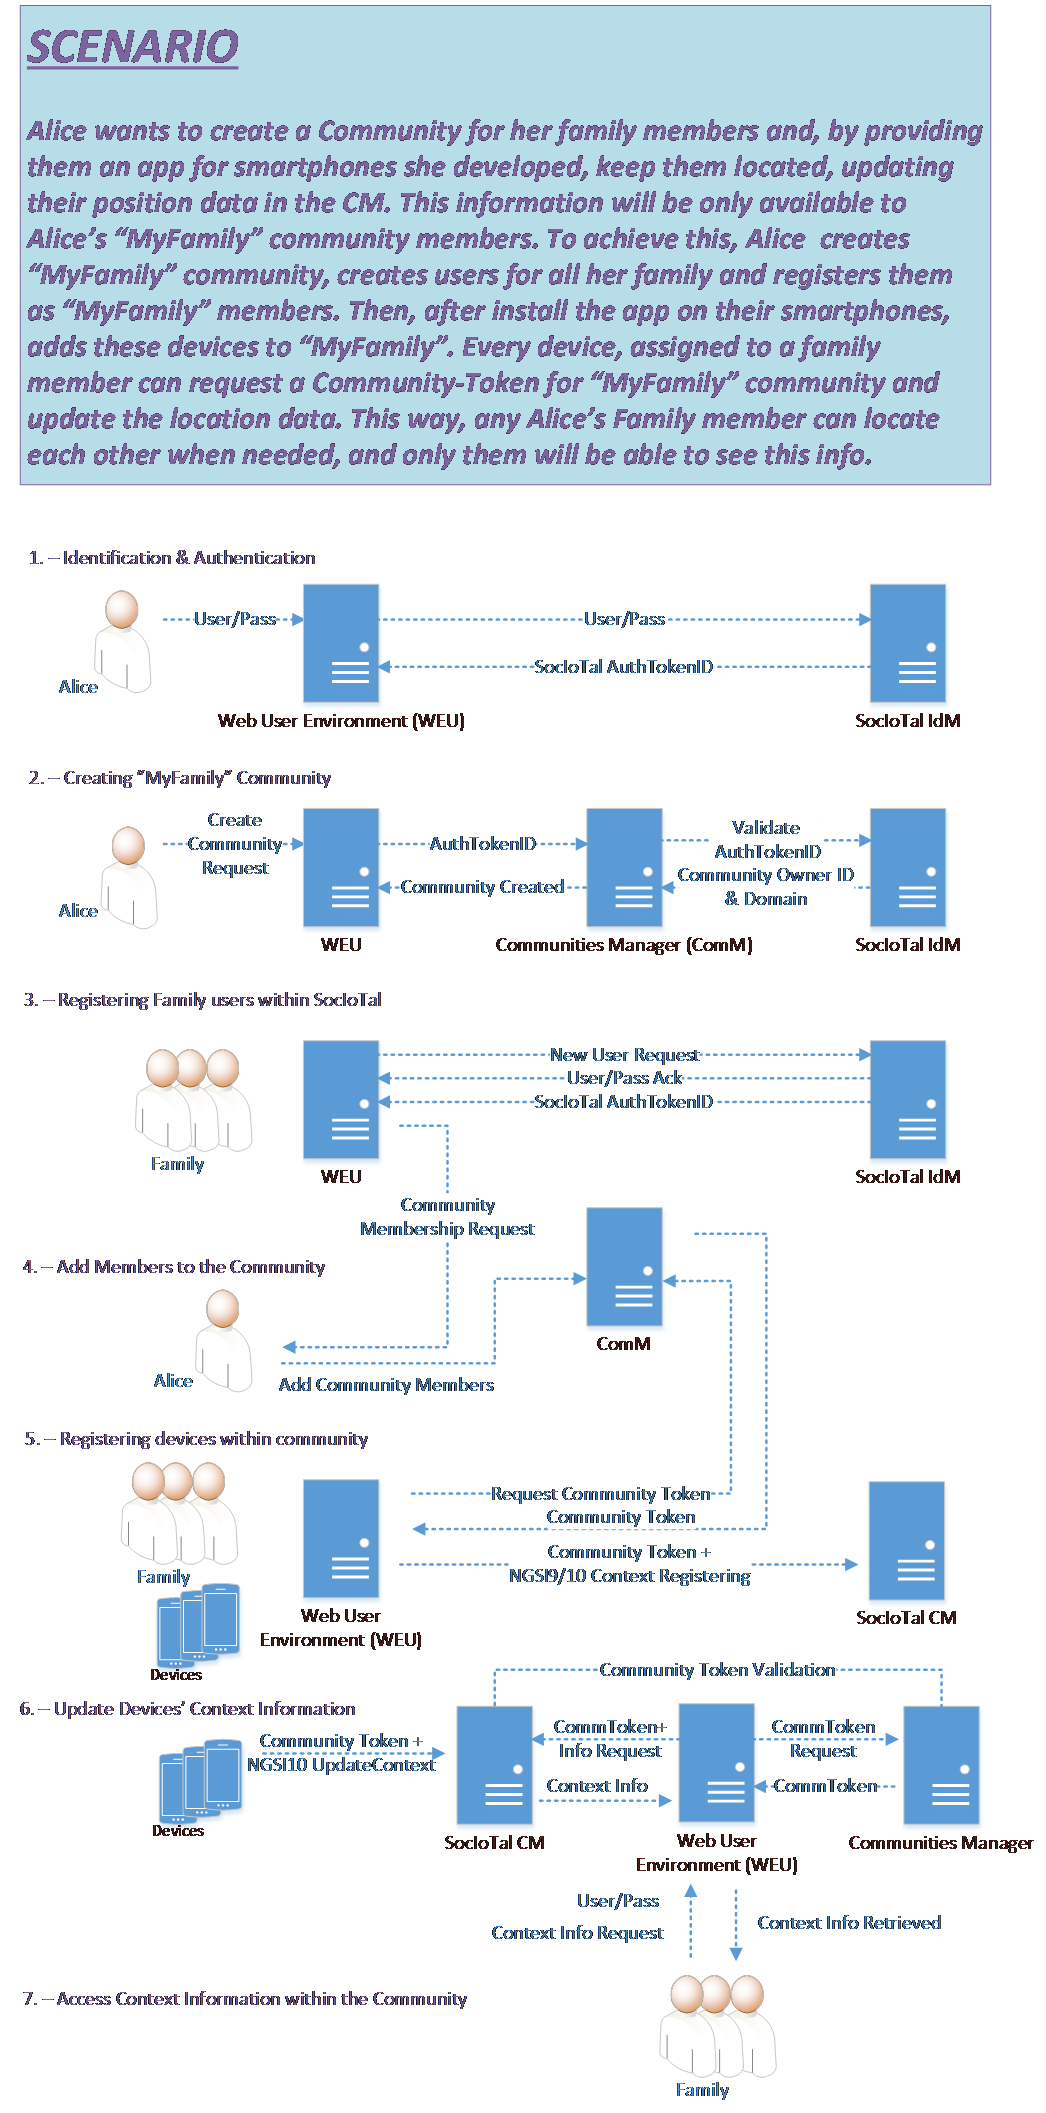 SCENARIO
Alice wants to create a Community for her family members and, by providing
them an app for smartphones she developed, keep them located, updating
their position data in the CM. This information will be only available to
Alice's "MyFamily" community members. To achieve this, Alice creates
"MyFamily" community, creates users for all her family and registers them
as "MyFamily" members. Then, after install the app on their smartphones,
adds these devices to "MyFamily". Every device, assigned to a family
member can request a Community-Token for "MyFamily" community and
update the location data. This way, any Alice's Family member can locate
each other when needed, and only them will be able to see this info.
1. – Identification & Authentication
User/Pass
User/Pass
SocIoTal AuthTokenID
Alice
Web User Environment (WEU)
SocIoTal IdM
2. – Creating "MyFamily" Community
Create
Community
Request
AuthTokenID
Community Created
Validate
AuthTokenID
Community Owner ID
& Domain
Alice
WEU
Communities Manager (ComM)
SocIoTal IdM
3. – Registering Family users within SocIoTal
New User Request
User/Pass Ack
SocIoTal AuthTokenID
Family
WEU
SocIoTal IdM
Community
Membership Request
4. – Add Members to the Community
ComM
Alice
Add Community Members
5. – Registering devices within community
Request Community Token
Community Token
Community Token +
NGSI9/10 Context Registering
Family
Web User
Environment (WEU)
SocIoTal CM
Devices
Community Token Validation
6. – Update Devices' Context Information
Community Token +
NGSI10 UpdateContext
CommToken+
Info Request
Context Info
CommToken
Request
CommToken
Devices
SocIoTal CM
Web User
Environment (WEU)
Communities Manager
User/Pass
Context Info Request
Context Info Retrieved
7. – Access Context Information within the Community
Family